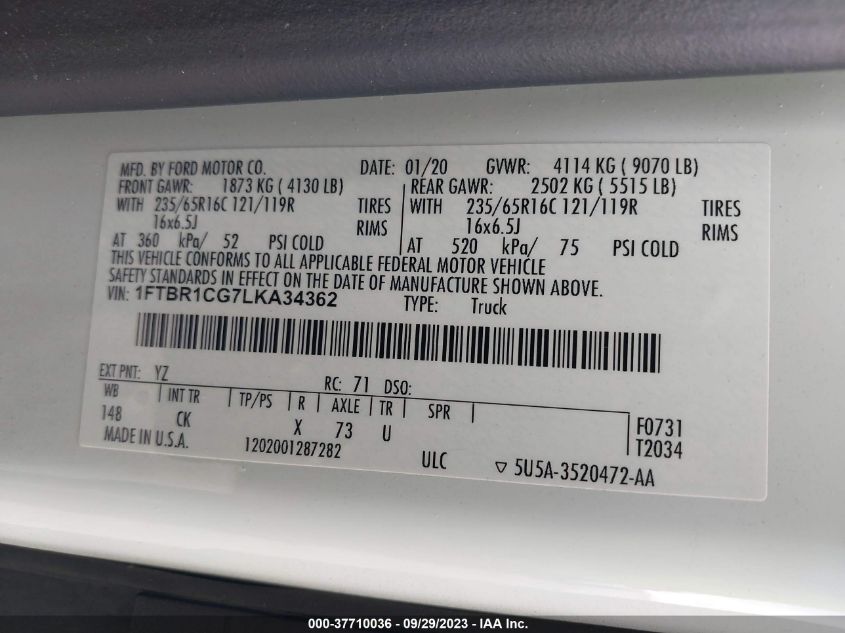 MFD. BY FORD MOTOR CO. DATE: 01/20 GVWR: 4114 KG ( 9070 LB)
FRONT GAWR: 1873 KG ( 4130 LB) REAR GAWR: 2502 KG ( 5515 LB)
WITH 235/65R16C 121/119R TIRES WITH 235/65R16C 121/119R TIRES
16x6.5J RIMS 16x6.5J RIMS
AT 360 kPa/ 52 PSI COLD AT 520 kPa/ 75 PSI COLD
THIS VEHICLE CONFORMS TO ALL APPLICABLE FEDERAL MOTOR VEHICLE
SAFETY STANDARDS IN EFFECT ON THE DATE OF MANUFACTURE SHOWN ABOVE.
VIN: 1FTBR1CG7LKA34362 TYPE: Truck
EXT PNT: YZ RC: 71 DSO:
WB INT TR TP/PS R AXLE TR SPR
148 CK X 73 U F0731
MADE IN U.S.A. 1202001287282 T2034
ULC 5U5A-3520472-AA
000-37710036 - 09/29/2023 - IAA Inc.